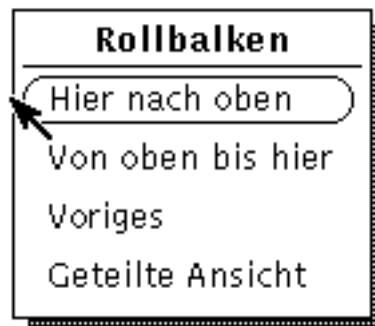 Rollbalken
Hier nach oben
Von oben bis hier
Voriges
Geteilte Ansicht